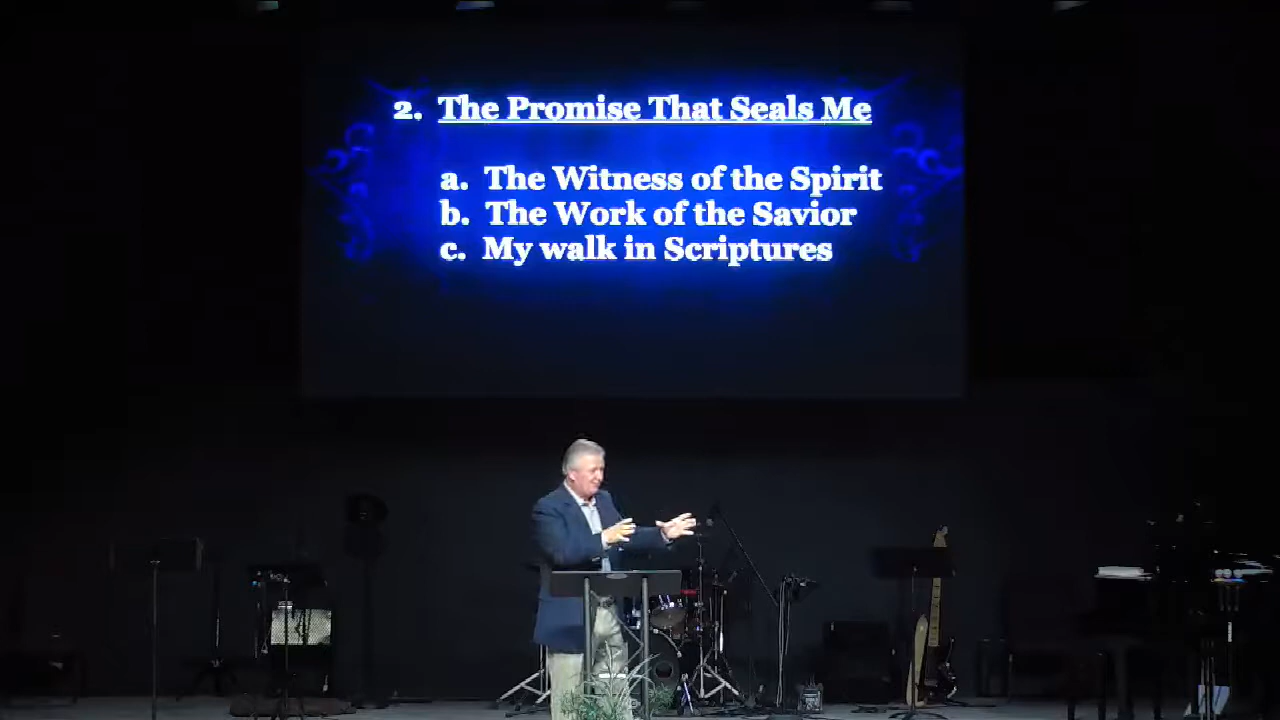 2. The Promise That Seals Me
a. The Witness of the Spirit
b. The Work of the Savior
c. My walk in Scriptures